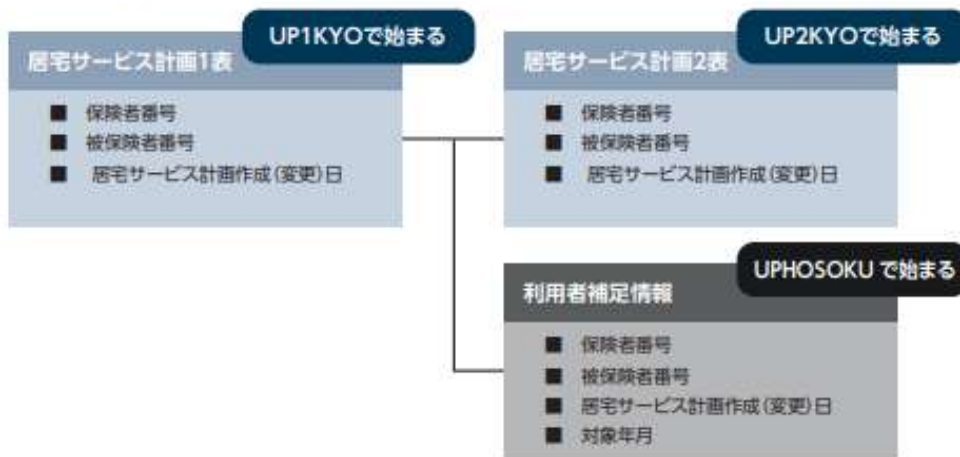 UP1KYOで始まる
居宅サービス計画1表
■ 保険者番号
■ 被保険者番号
■ 居宅サービス計画作成(変更)日
UP2KYOで始まる
居宅サービス計画2表
■ 保険者番号
■ 被保険者番号
■ 居宅サービス計画作成(変更)日
UPHOSOKU で始まる
利用者補足情報
■ 保険者番号
■ 被保険者番号
■ 居宅サービス計画作成(変更)日
■ 対象年月